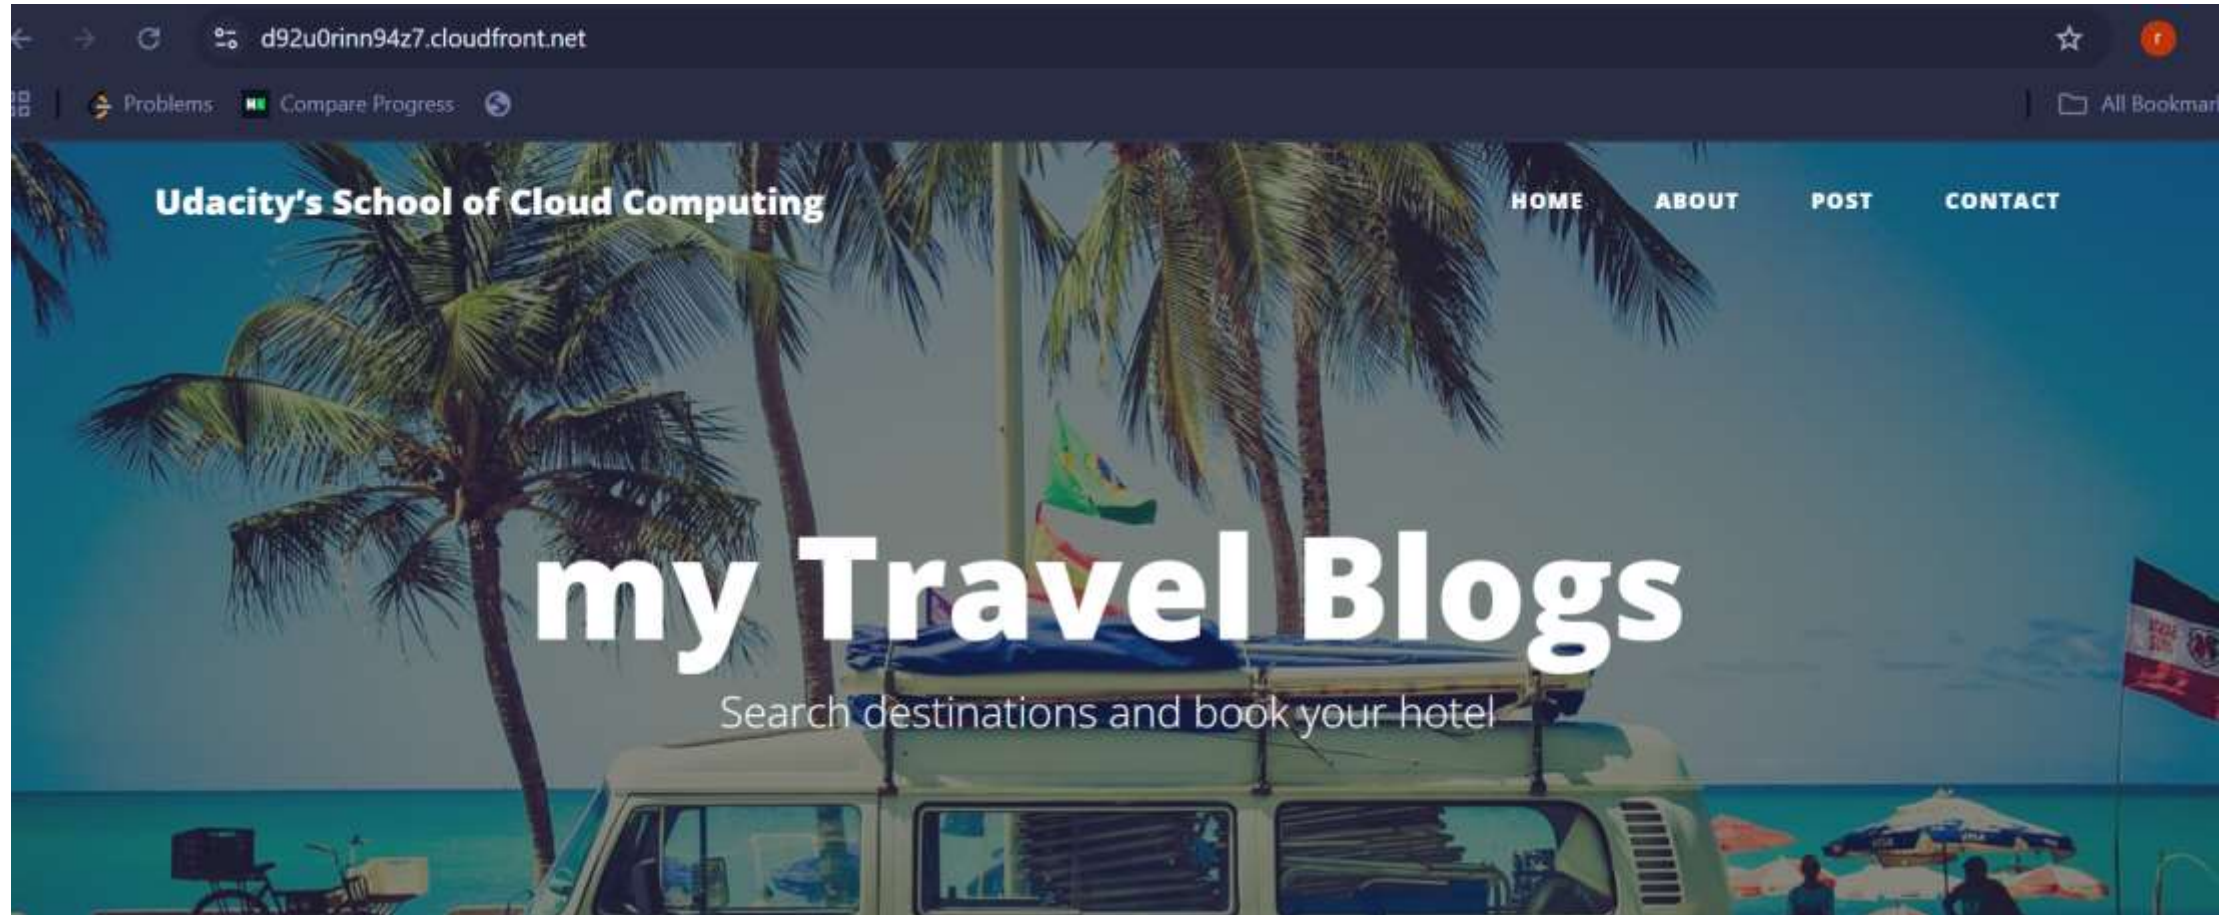 d92u0rinn94z7.cloudfront.net
r
Problems
Compare Progress
All Bookmar
Udacity’s School of Cloud Computing
HOME ABOUT POST CONTACT
my Travel Blogs
Search destinations and book your hotel